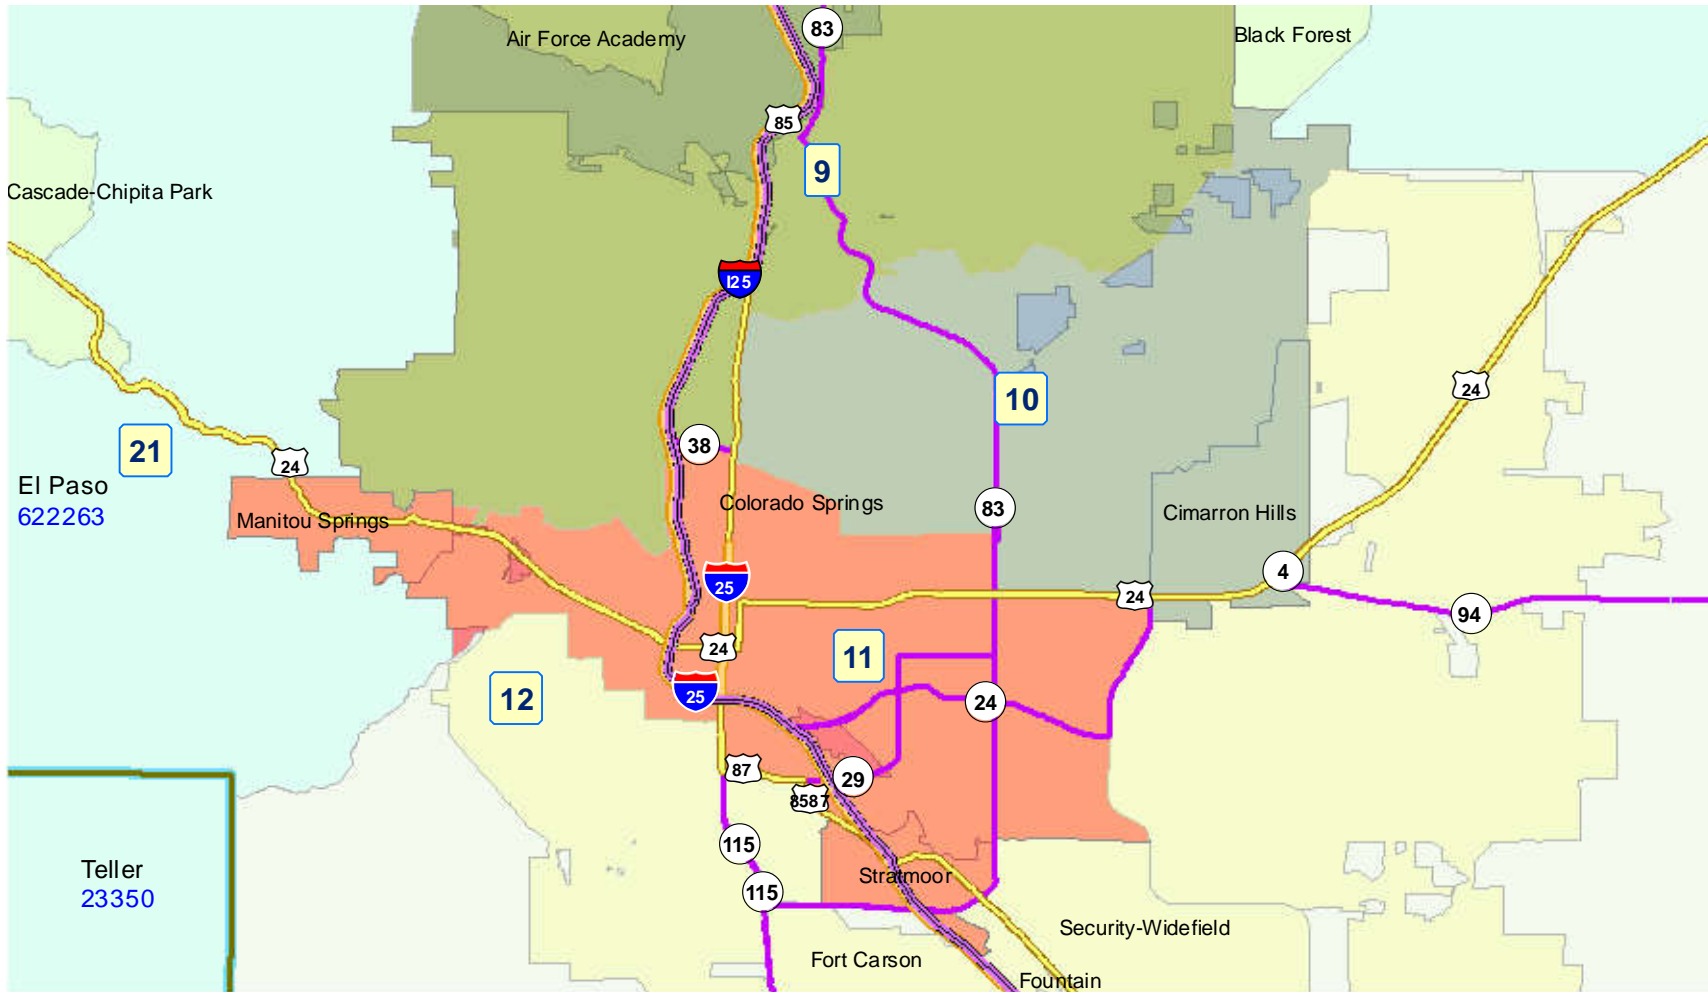 83
Air Force Academy
Black Forest
85
9
Cascade-Chipita Park
I25
24
10
38
21
24
El Paso
622263
Colorado Springs
83
Manitou Springs
Cimarron Hills
4
25
24
94
24
11
25
12
24
87
29
8587
115
Teller
23350
Stratmoor
115
Security-Widefield
Fort Carson
Fountain